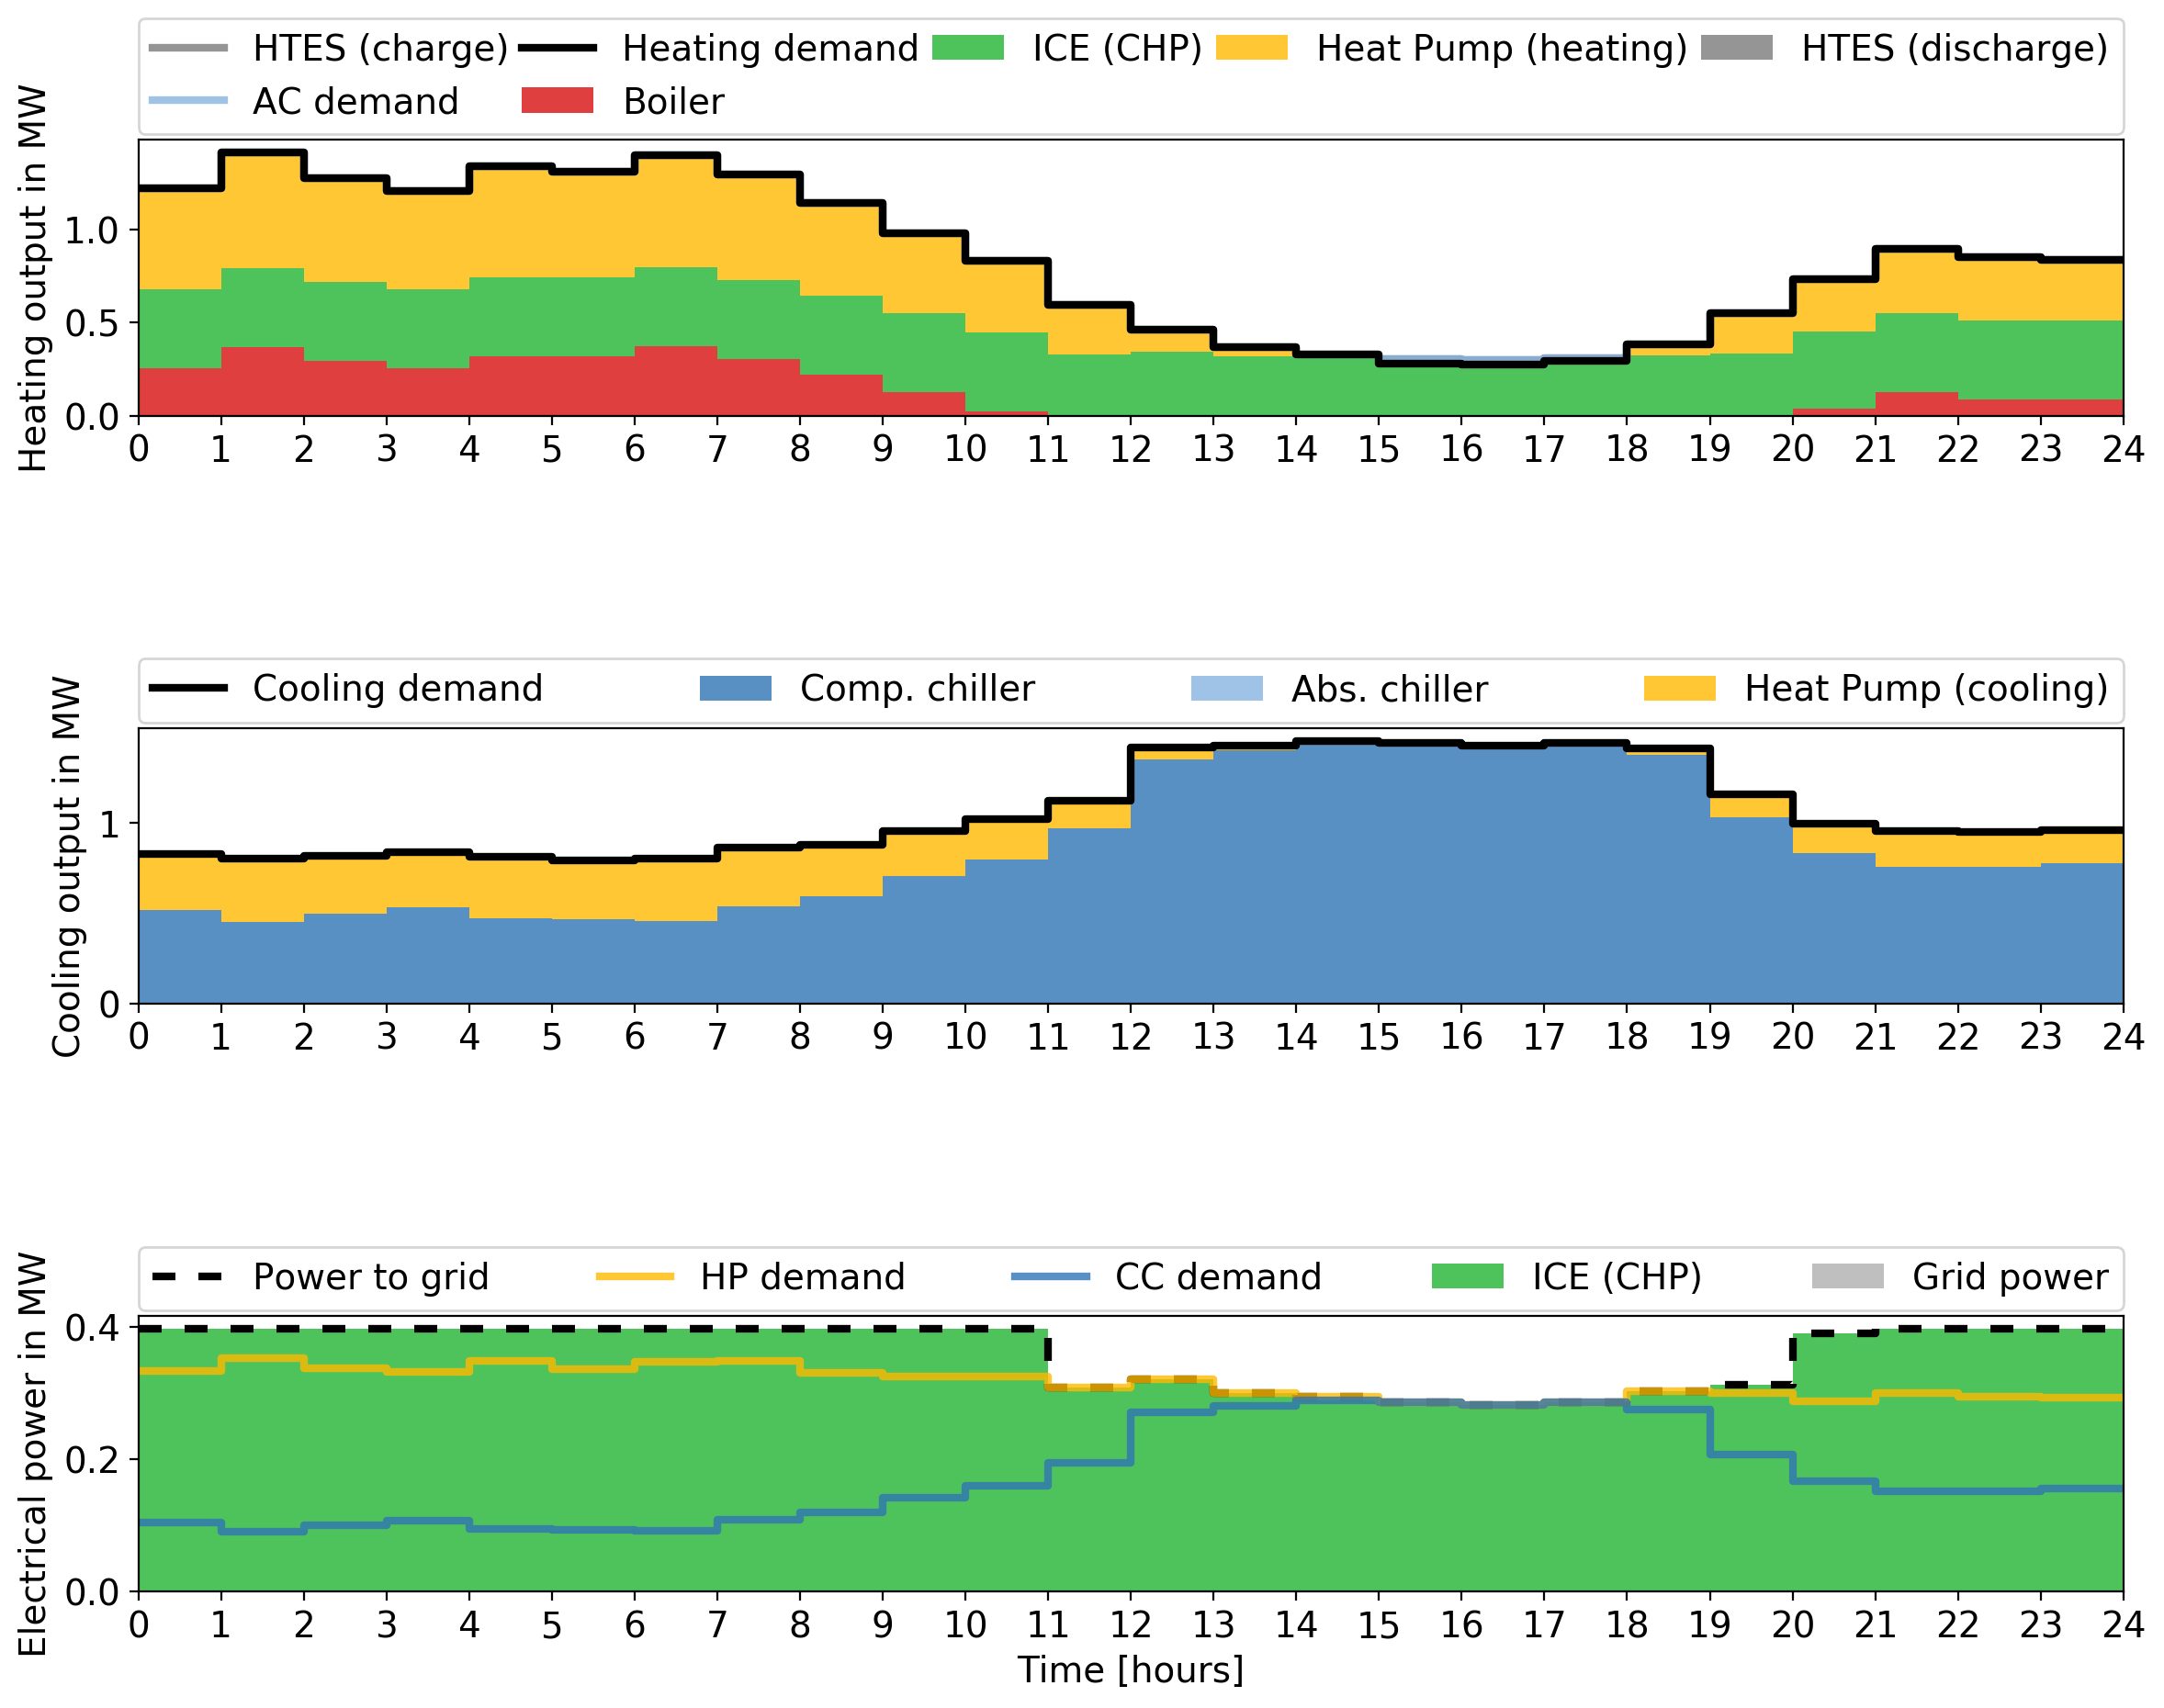 HTES (charge) Heating demand ICE (CHP) Heat Pump (heating) HTES (discharge)
AC demand Boiler
Heating output in MW
1.0
0.5
0.0
0 1 2 3 4 5 6 7 8 9 10 11 12 13 14 15 16 17 18 19 20 21 22 23 24
Cooling demand Comp. chiller Abs. chiller Heat Pump (cooling)
Cooling output in MW
1
0
0 1 2 3 4 5 6 7 8 9 10 11 12 13 14 15 16 17 18 19 20 21 22 23 24
Power to grid HP demand CC demand ICE (CHP) Grid power
Electrical power in MW
0.4
0.2
0.0
0 1 2 3 4 5 6 7 8 9 10 11 12 13 14 15 16 17 18 19 20 21 22 23 24
Time [hours]